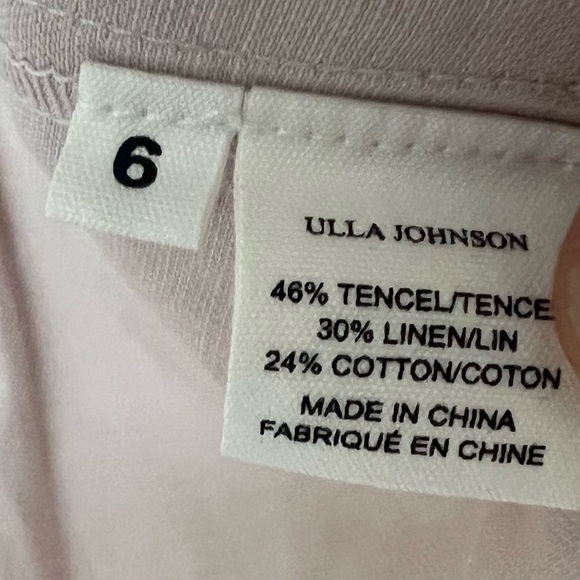 6
ULLA JOHNSON
46% TENCEL/TENCE
30% LINEN/LIN
24% COTTON/COTON
MADE IN CHINA
FABRIQUÉ EN CHINE